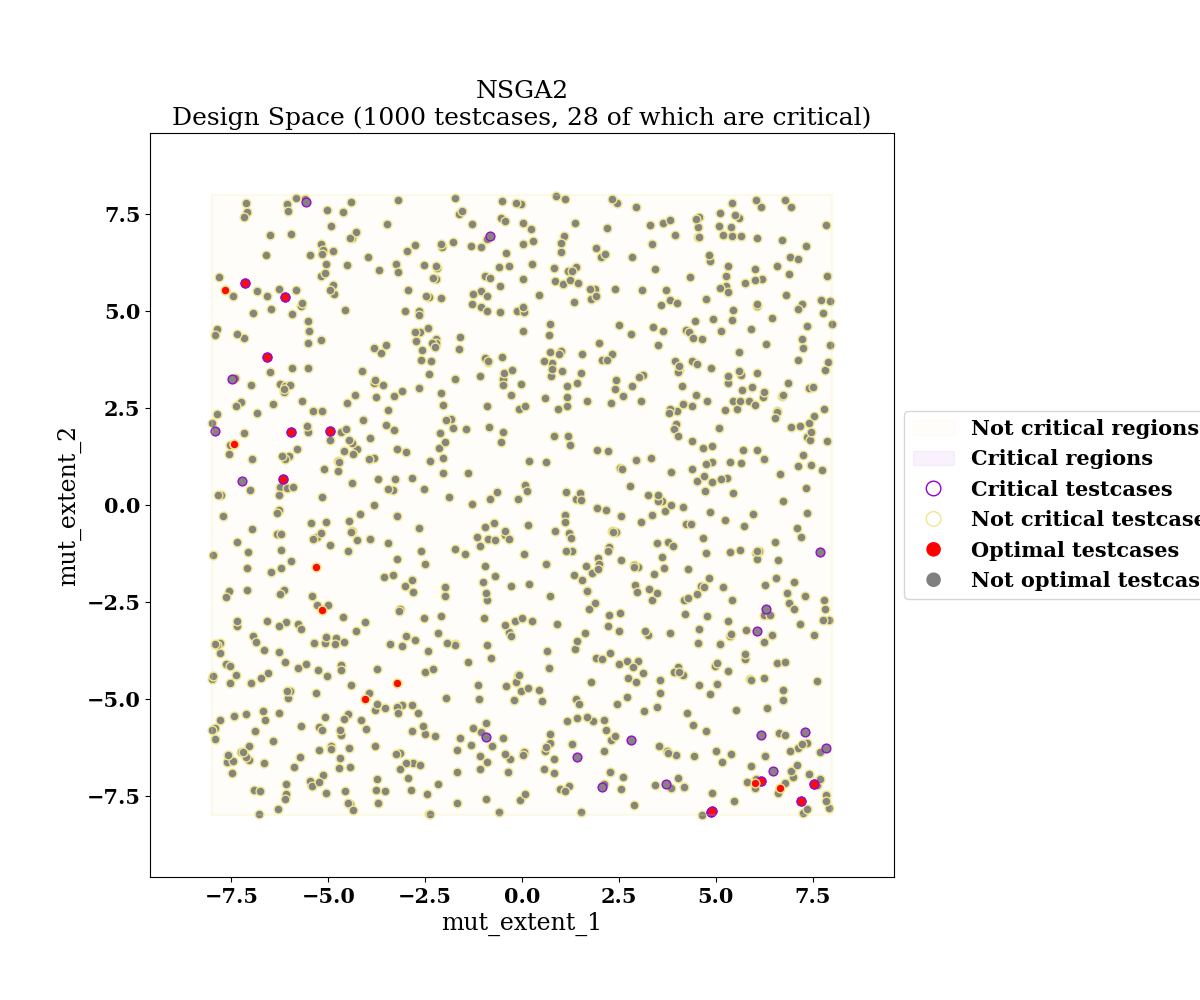 NSGA2
Design Space (1000 testcases, 28 of which are critical)
mut_extent_2
7.5
5.0
2.5
0.0
−2.5
−5.0
−7.5
−7.5 −5.0 −2.5 0.0 2.5 5.0 7.5
mut_extent_1
Not critical regions
Critical regions
Critical testcases
Not critical testcase
Optimal testcases
Not optimal testcas